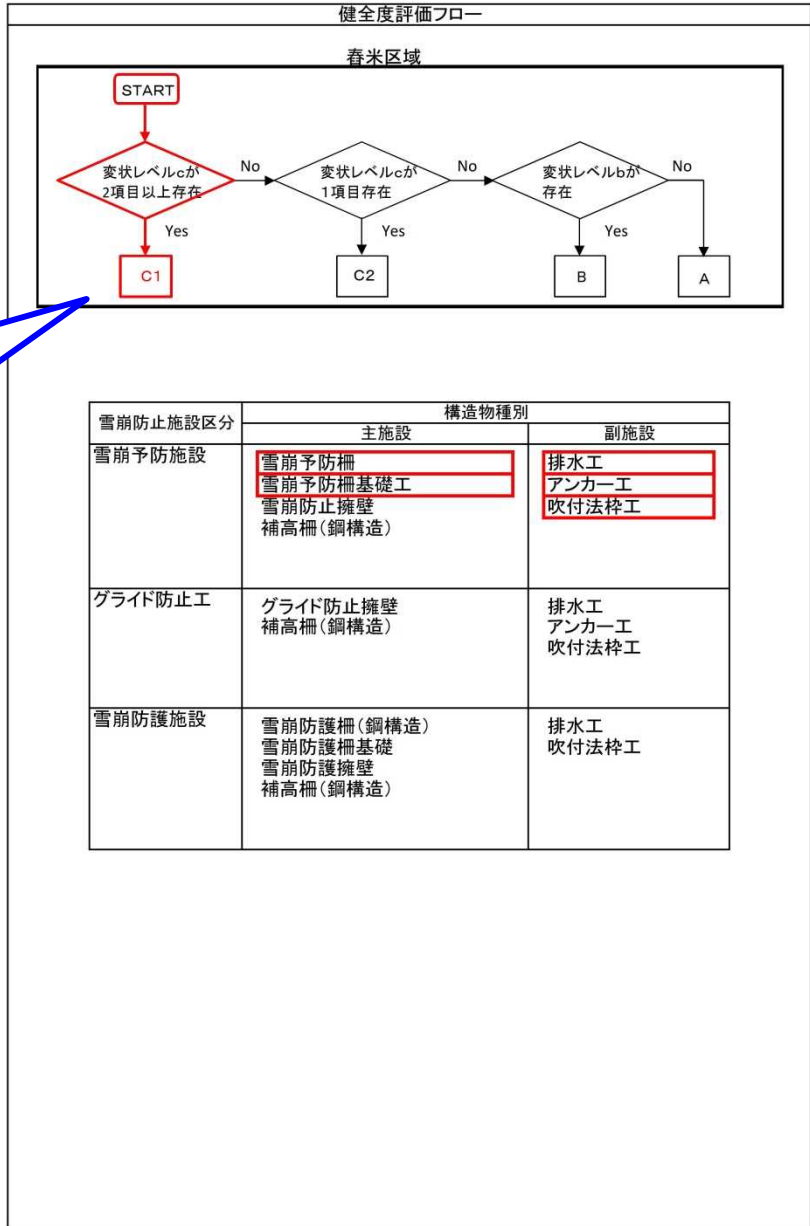 健全度評価フロー
舂米区域
START
変状レベルcが
2項目以上存在
No
変状レベルcが
1項目存在
No
変状レベルbが
存在
No
Yes
Yes
Yes
C1
C2
B
A
雪崩防止施設区分
構造物種別
主施設
副施設
雪崩予防施設
雪崩予防柵
雪崩予防柵基礎工
雪崩防止擁壁
補高柵(鋼構造)
排水工
アンカー工
吹付法枠工
グライド防止工
グライド防止擁壁
補高柵(鋼構造)
排水工
アンカー工
吹付法枠工
雪崩防護施設
雪崩防護柵(鋼構造)
雪崩防護柵基礎
雪崩防護擁壁
補高柵(鋼構造)
排水工
吹付法枠工